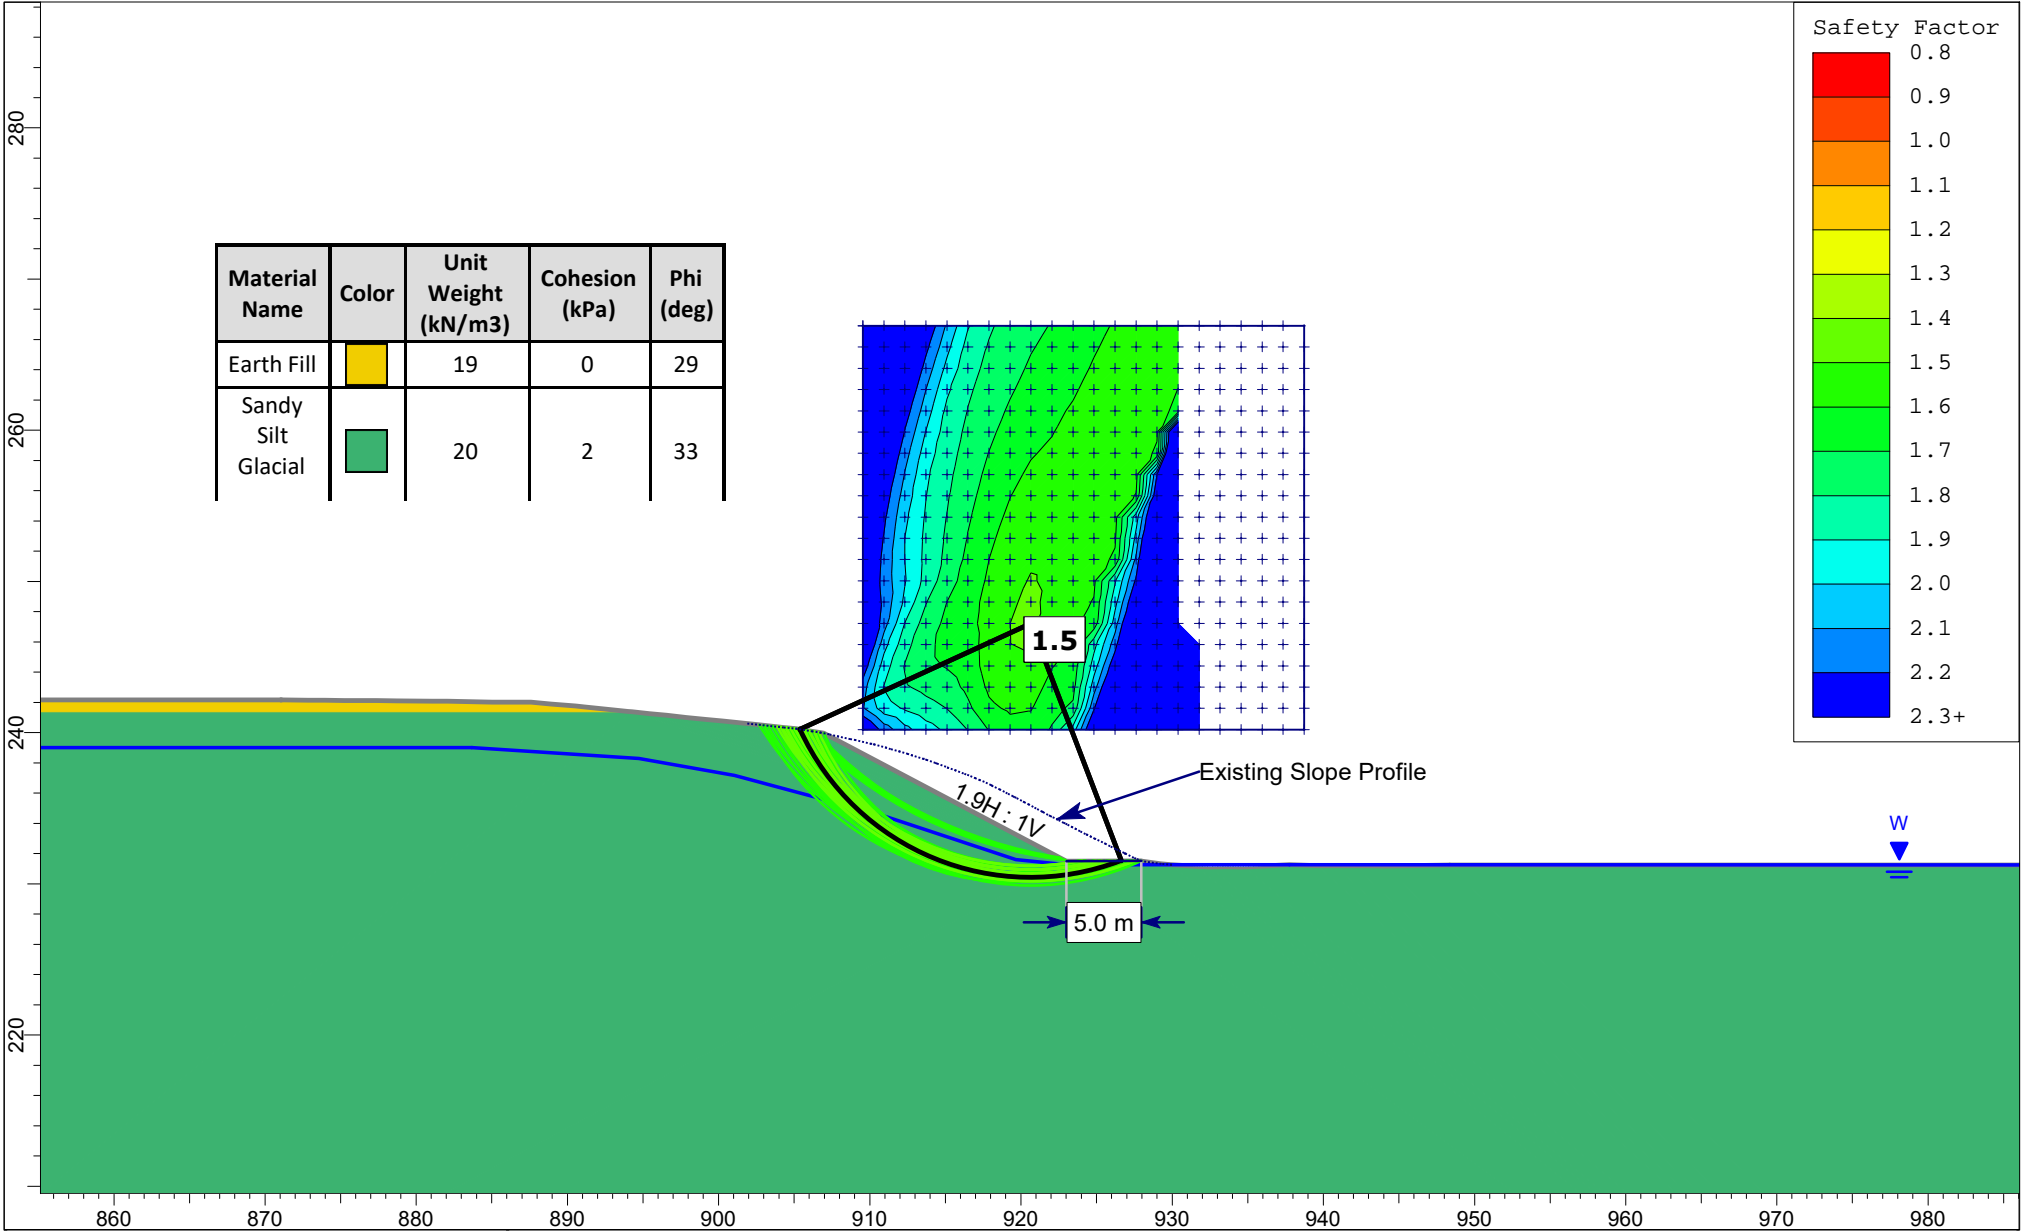 Safety Factor
0.8
0.9
1.0
1.1
1.2
1.3
1.4
1.5
1.6
1.7
1.8
1.9
2.0
2.1
2.2
2.3+
280
260
240
220
Material Name Color Unit Weight (kN/m3) Cohesion (kPa) Phi (deg)
Earth Fill 19 0 29
Sandy Silt Glacial 20 2 33
1.5
Existing Slope Profile
1.9H : 1V
W
5.0 m
860 870 880 890 900 910 920 930 940 950 960 970 980